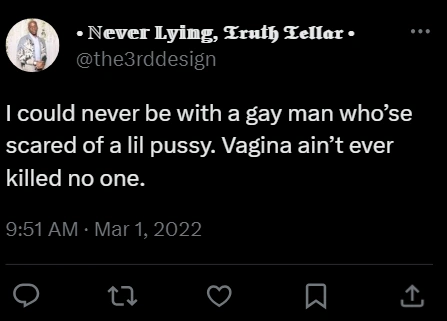 • ℕever 𝕃ying, 𝕿𝖗𝖚𝖙𝖍 𝕿𝖊𝖑𝖑𝖆𝖗 •
@the3rddesign
I could never be with a gay man who’se
scared of a lil pussy. Vagina ain’t ever
killed no one.
9:51 AM · Mar 1, 2022